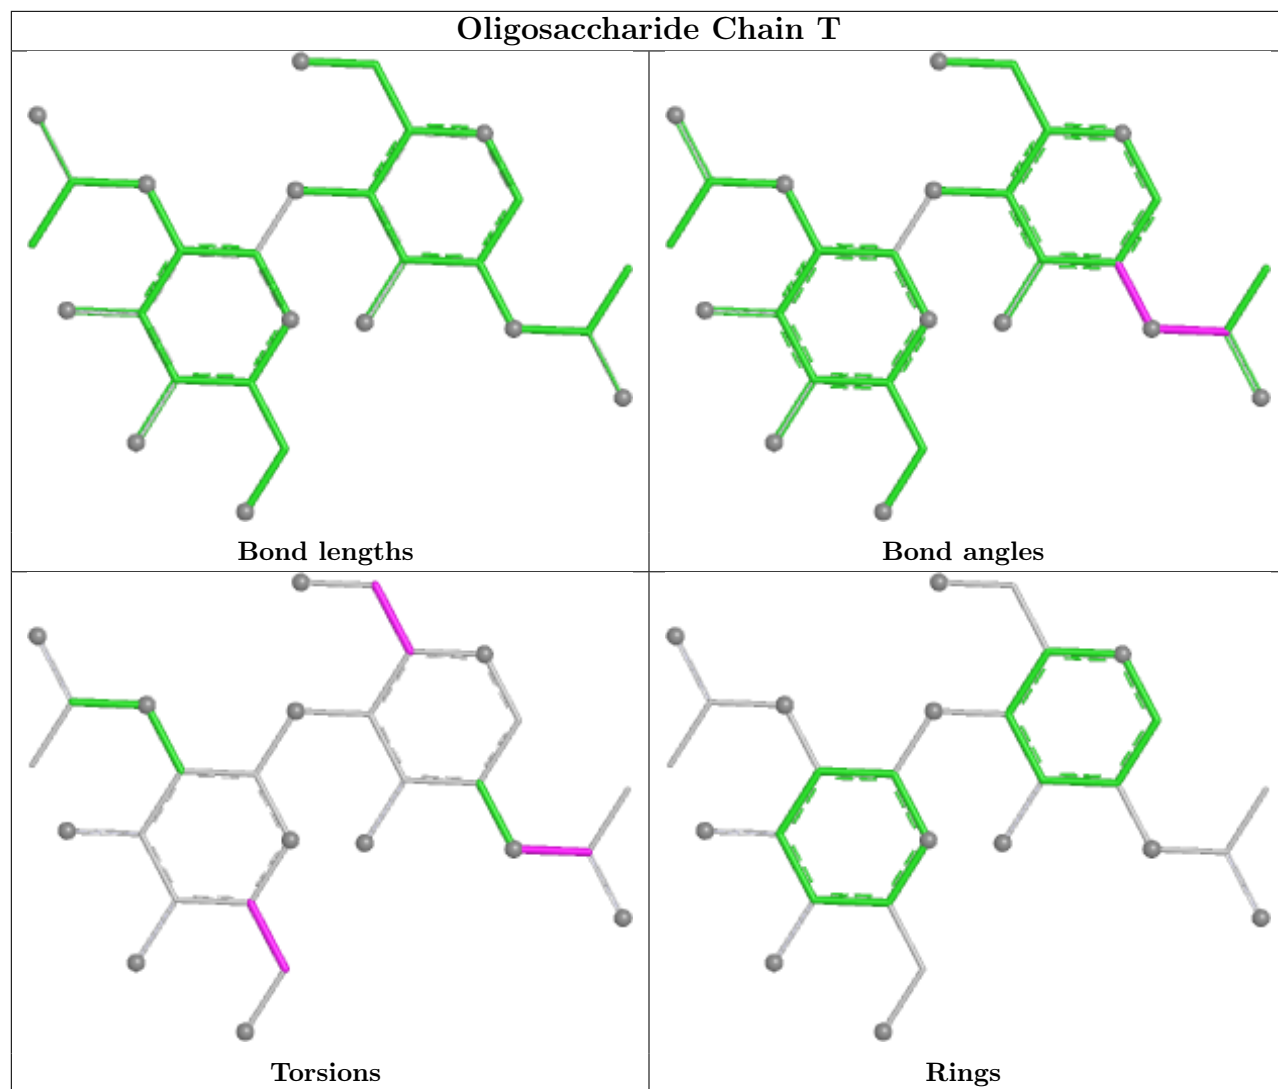 Oligosaccharide Chain T
Bond lengths
Bond angles
Torsions
Rings